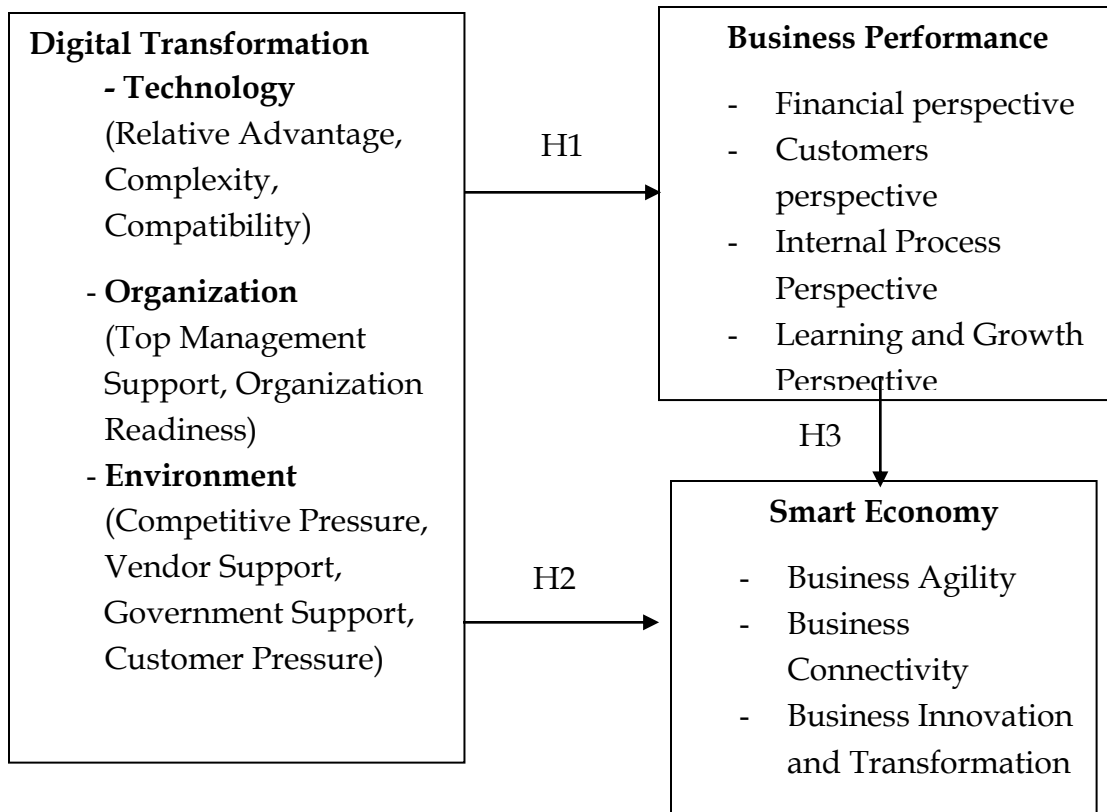 Digital Transformation
- Technology
(Relative Advantage,
Complexity,
Compatibility)
- Organization
(Top Management
Support, Organization
Readiness)
- Environment
(Competitive Pressure,
Vendor Support,
Government Support,
Customer Pressure)
H1
H2
Business Performance
- Financial perspective
- Customers
perspective
- Internal Process
Perspective
- Learning and Growth
Perspective
H3
Smart Economy
- Business Agility
- Business
Connectivity
- Business Innovation
and Transformation